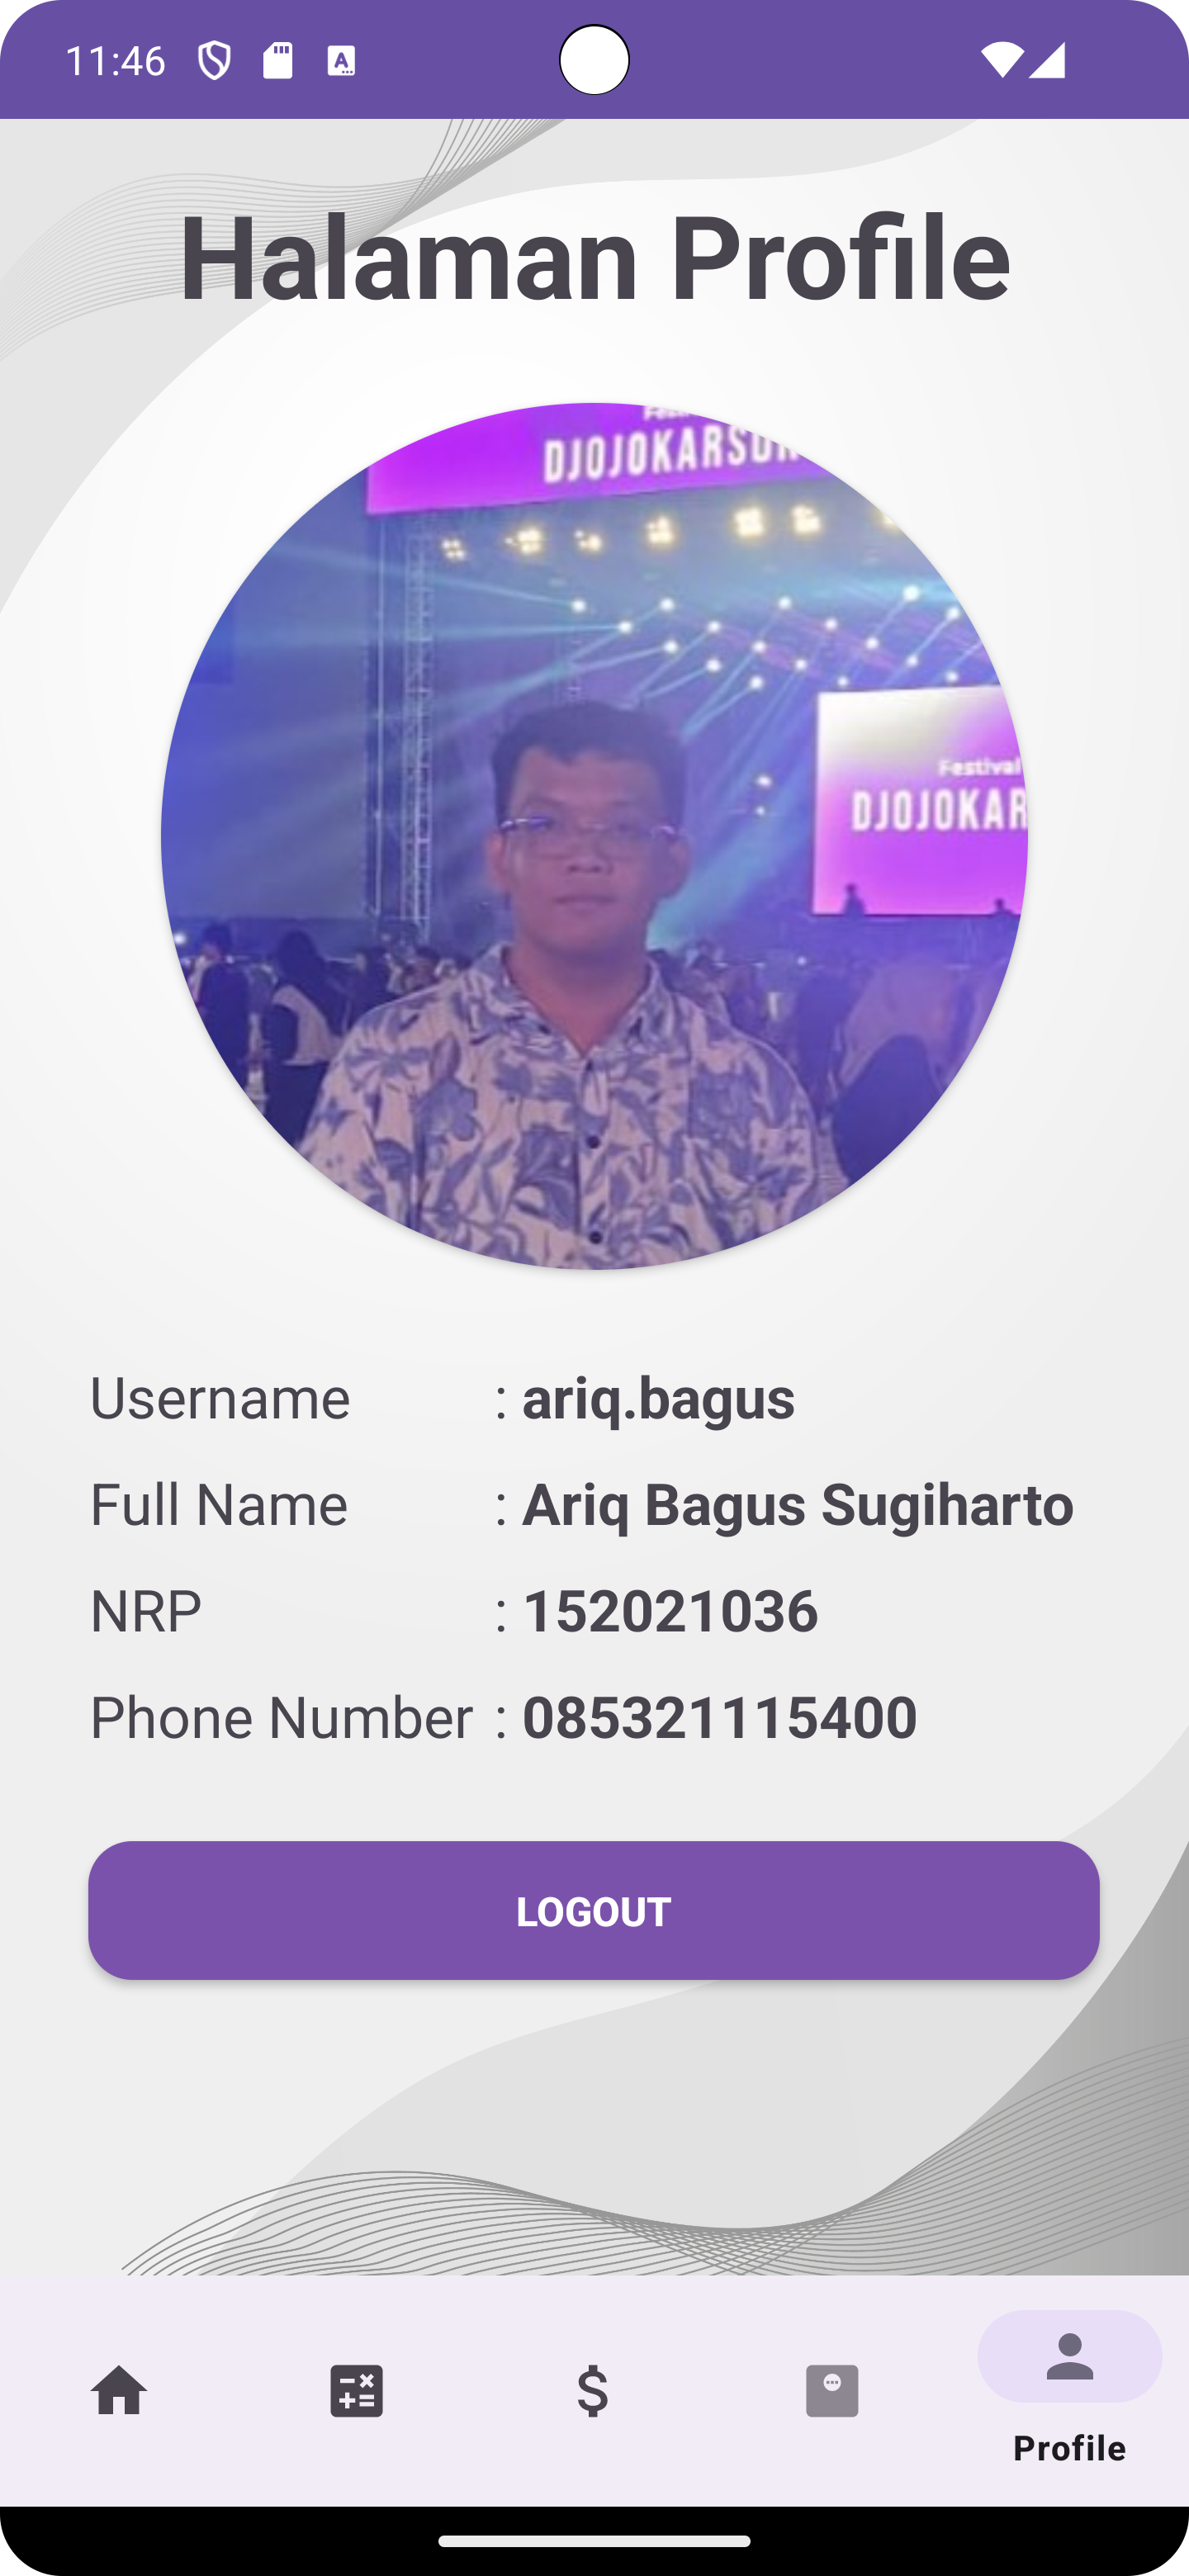 11:46
Halaman Profile
DJOJOKARSO
Festival
DJOJOKAR
Username : ariq.bagus
Full Name : Ariq Bagus Sugiharto
NRP : 152021036
Phone Number : 085321115400
LOGOUT
Profile